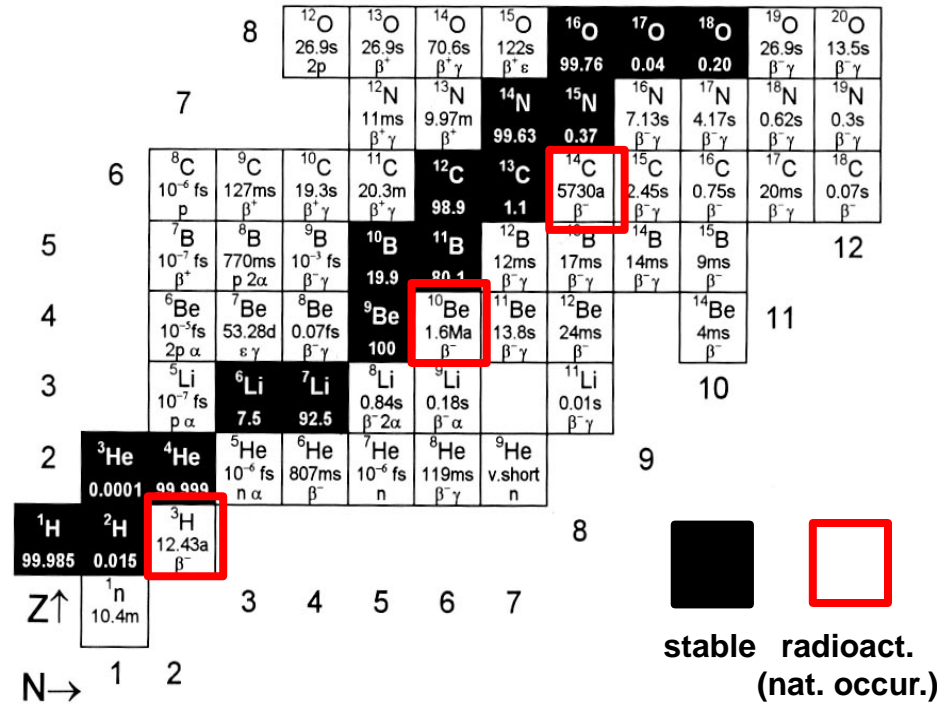 8 ¹²O ¹³O ¹⁴O ¹⁵O ¹⁶O ¹⁷O ¹⁸O ¹⁹O ²⁰O
26.9s 26.9s 70.6s 122s 26.9s 13.5s
2p β⁺ β⁺γ β⁺ε 99.76 0.04 0.20 β⁻γ β⁻γ
7 ¹²N ¹³N ¹⁴N ¹⁵N ¹⁶N ¹⁷N ¹⁸N ¹⁹N
11ms 9.97m 7.13s 4.17s 0.62s 0.3s
β⁺γ β⁺ 99.63 0.37 β⁻γ β⁻γ β⁻γ β⁻γ
6 ⁸C ⁹C ¹⁰C ¹¹C ¹²C ¹³C ¹⁴C ¹⁵C ¹⁶C ¹⁷C ¹⁸C
10⁻⁶ fs 127ms 19.3s 20.3m 5730a 2.45s 0.75s 20ms 0.07s
p β⁺ β⁺γ β⁺γ 98.9 1.1 β⁻ β⁻γ β⁻ β⁻γ β⁻
5 ⁷B ⁸B ⁹B ¹⁰B ¹¹B ¹²B ¹³B ¹⁴B ¹⁵B 12
10⁻⁷ fs 770ms 10⁻³ fs 12ms 17ms 14ms 9ms
β⁺ p 2α β⁻γ 19.9 80.1 β⁻γ β⁻γ β⁻γ β⁻
4 ⁶Be ⁷Be ⁸Be ⁹Be ¹⁰Be ¹¹Be ¹²Be ¹⁴Be 11
10⁻⁵fs 53.28d 0.07fs 1.6Ma 13.8s 24ms 4ms
2p α ε γ β⁻γ 100 β⁻ β⁻γ β⁻ β⁻
3 ⁵Li ⁶Li ⁷Li ⁸Li ⁹Li ¹¹Li 10
10⁻⁷ fs 0.84s 0.18s 0.01s
p α 7.5 92.5 β⁻2α β⁻α β⁻γ
2 ³He ⁴He ⁵He ⁶He ⁷He ⁸He ⁹He 9
10⁻⁶ fs 807ms 10⁻⁶ fs 119ms v.short
0.0001 99.999 n α β⁻ n β⁻γ n
¹H ²H ³H 8
12.43a
99.985 0.015 β⁻
Z↑ ¹n 3 4 5 6 7
10.4m
N→ 1 2
stable radioact.
(nat. occur.)